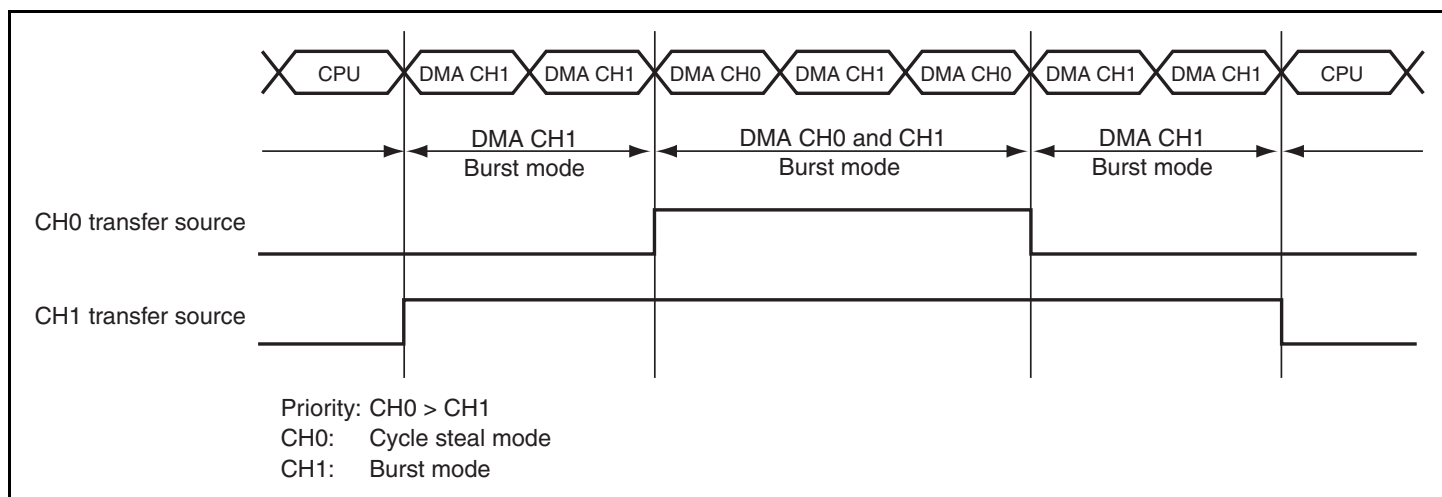 CPU DMA CH1 DMA CH1 DMA CH0 DMA CH1 DMA CH0 DMA CH1 DMA CH1 CPU
DMA CH1 DMA CH0 and CH1 DMA CH1
Burst mode Burst mode Burst mode
CH0 transfer source
CH1 transfer source
Priority: CH0 > CH1
CH0: Cycle steal mode
CH1: Burst mode